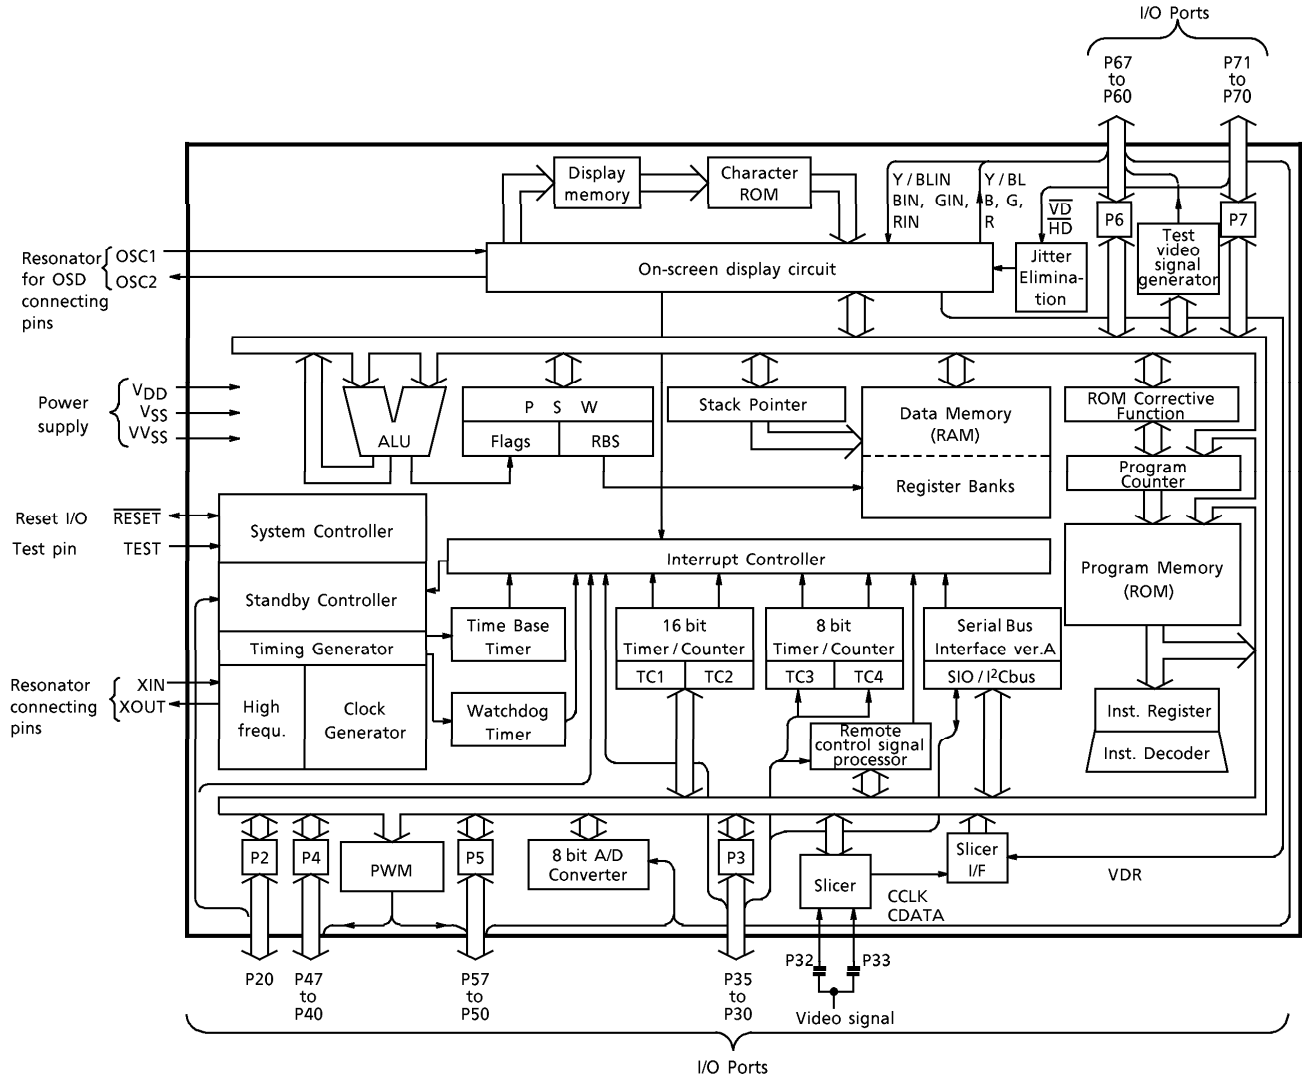 I/O Ports
P67
to
P60
P71
to
P70
Display
memory
Character
ROM
Y / BLIN
BIN, GIN,
RIN
Y / BL
B, G,
R
VD
HD
P6
P7
Test
video
signal
generator
Jitter
Elimina-
tion
Resonator
for OSD
connecting
pins
OSC1
OSC2
On-screen display circuit
Power
supply
VDD
VSS
VVSS
ALU
P S W
Flags
RBS
Stack Pointer
Data Memory
(RAM)
Register Banks
ROM Corrective
Function
Program
Counter
Program Memory
(ROM)
Inst. Register
Inst. Decoder
Reset I/O
RESET
Test pin
TEST
System Controller
Standby Controller
Timing Generator
High
frequ.
Clock
Generator
Resonator
connecting
pins
XIN
XOUT
Interrupt Controller
Time Base
Timer
Watchdog
Timer
16 bit
Timer / Counter
TC1
TC2
8 bit
Timer / Counter
TC3
TC4
Serial Bus
Interface ver.A
SIO / I2Cbus
Remote
control signal
processor
P2
P4
PWM
P5
8 bit A/D
Converter
P3
Slicer
Slicer
I/F
CCLK
CDATA
VDR
P20
P47
to
P40
P57
to
P50
P35
to
P30
P32
P33
Video signal
I/O Ports